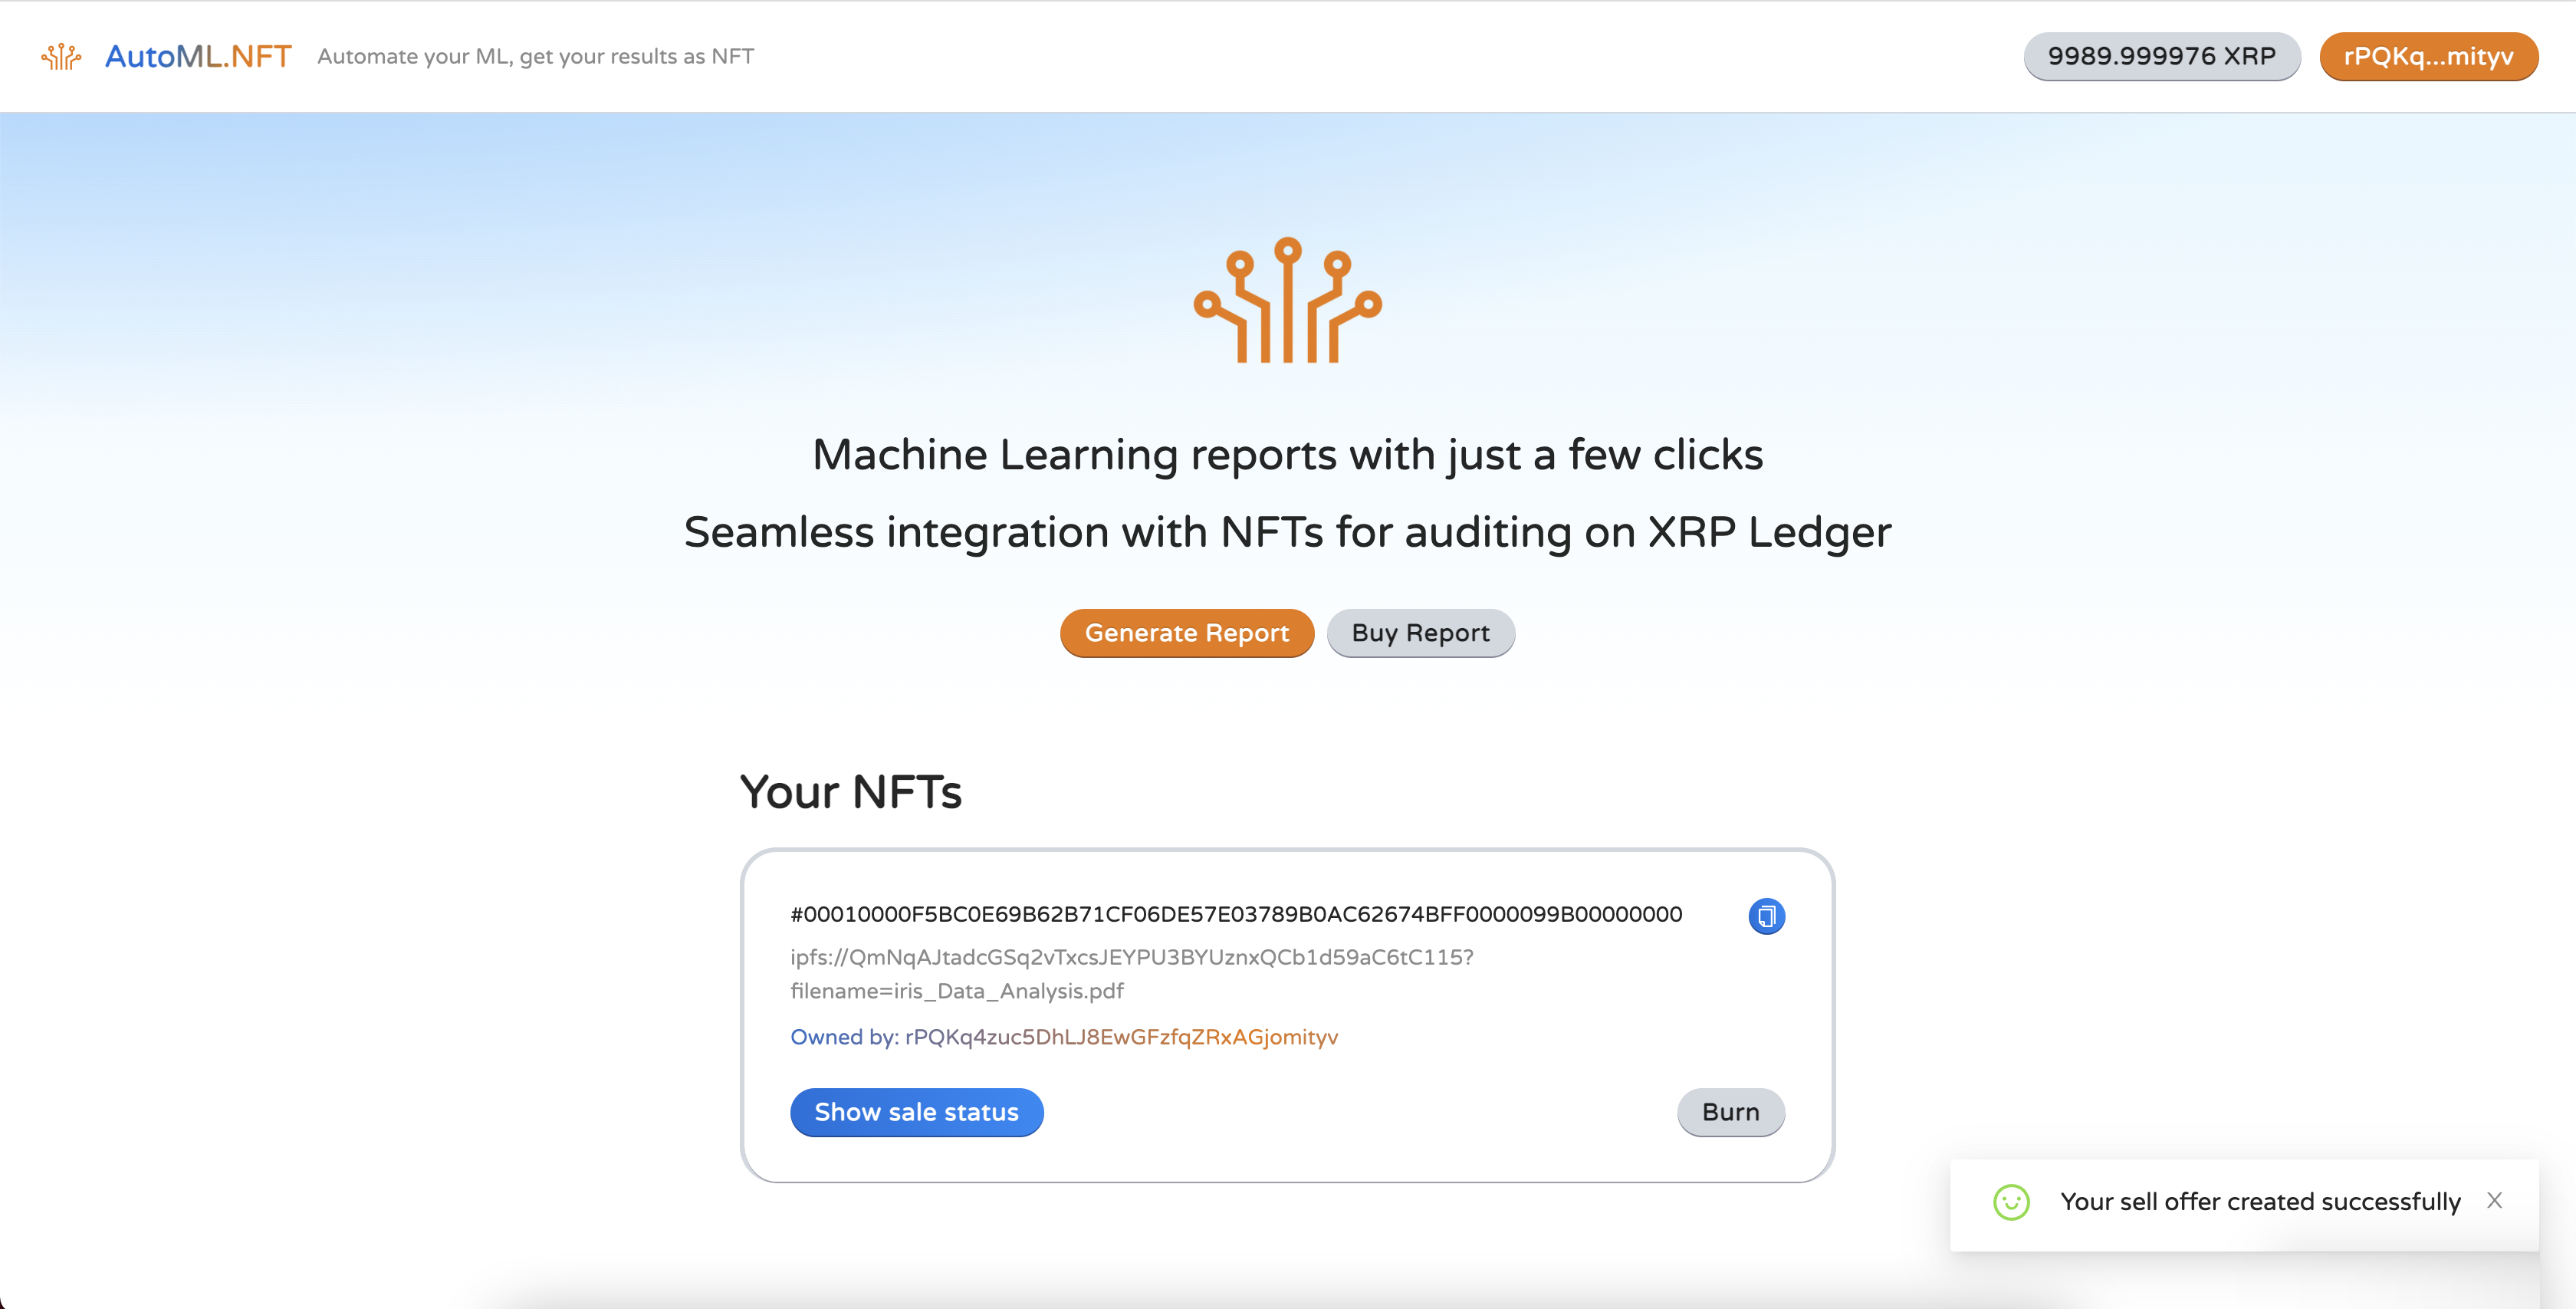 AutoML.NFT Automate your ML, get your results as NFT 9989.999976 XRP rPQKq...mityv
Machine Learning reports with just a few clicks
Seamless integration with NFTs for auditing on XRP Ledger
Generate Report Buy Report
Your NFTs
#00010000F5BC0E69B62B71CF06DE57E03789B0AC62674BFF0000099B00000000
ipfs://QmNqAJtadcGSq2vTxcsJEYPU3BYUznxQCb1d59aC6tC115?
filename=iris_Data_Analysis.pdf
Owned by: rPQKq4zuc5DhLJ8EwGFzfqZRxAGjomityv
Show sale status Burn
Your sell offer created successfully